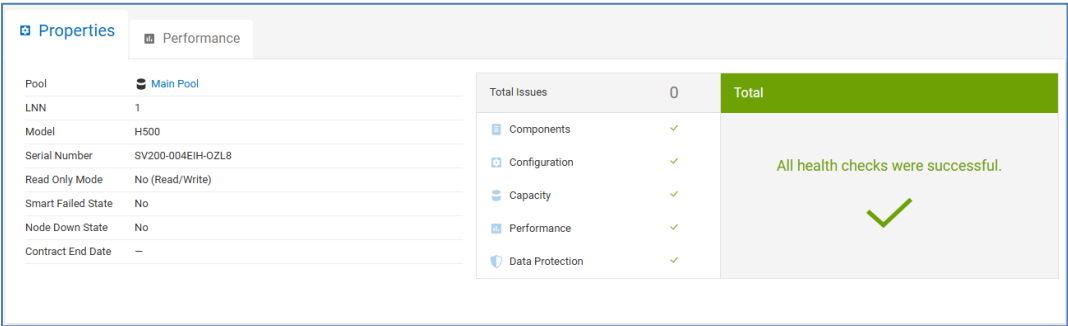 Properties
Performance
Pool Main Pool
LNN 1
Model H500
Serial Number SV200-004EIH-OZL8
Read Only Mode No (Read/Write)
Smart Failed State No
Node Down State No
Contract End Date —
Total Issues 0
Components
Configuration
Capacity
Performance
Data Protection
Total
All health checks were successful.